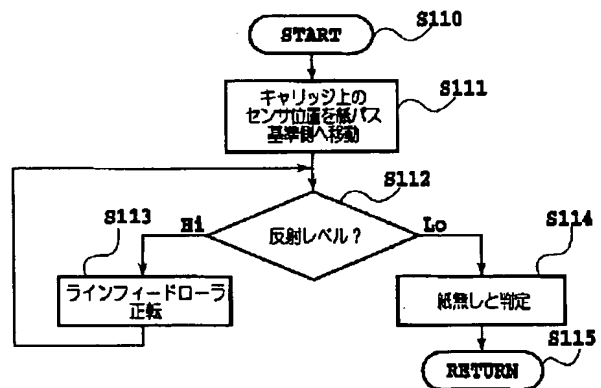 START
S110
キャリッジ上の
センサ位置を紙パス
基準側へ移動
S111
反射レベル?
S112
Hi
Lo
S113
ラインフィードローラ
正転
S114
紙無しと判定
RETURN
S115